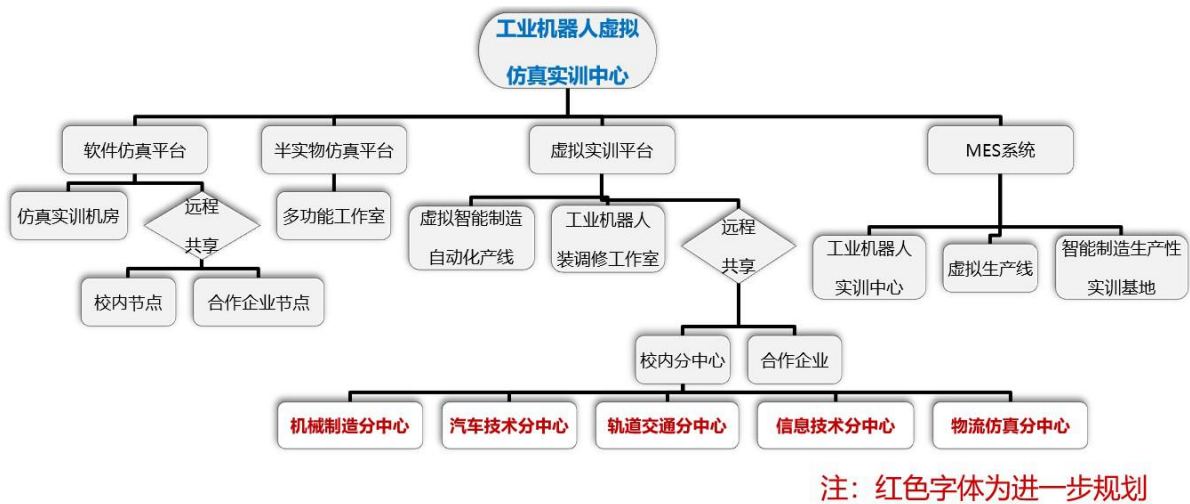 工业机器人虚拟
仿真实训中心
软件仿真平台
半实物仿真平台
虚拟实训平台
MES系统
仿真实训机房
远程
共享
多功能工作室
虚拟智能制造
自动化产线
工业机器人
装调修工作室
远程
共享
工业机器人
实训中心
虚拟生产线
智能制造生产性
实训基地
校内节点
合作企业节点
校内分中心
合作企业
机械制造分中心
汽车技术分中心
轨道交通分中心
信息技术分中心
物流仿真分中心
注：红色字体为进一步规划